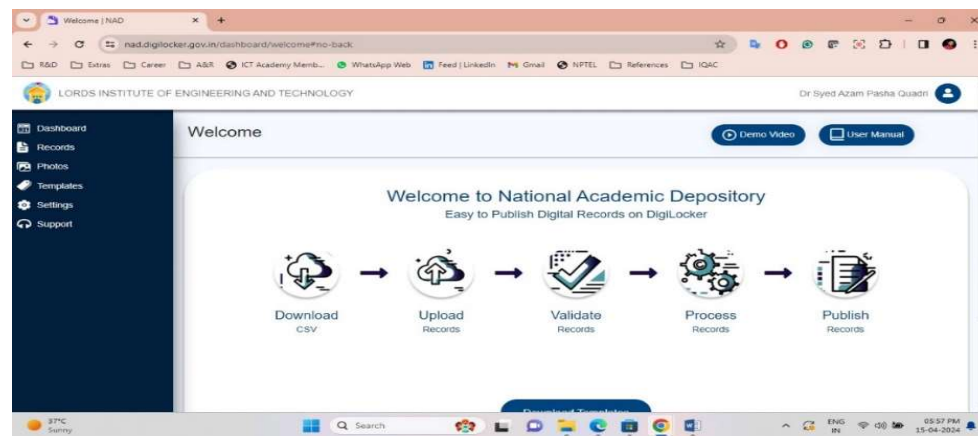 Welcome | NAD
nad.digilocker.gov.in/dashboard/welcome#no-back
R&D Extras Career A&R ICT Academy Memb... WhatsApp Web Feed | LinkedIn Gmail NPTEL References IQAC
LORDS INSTITUTE OF ENGINEERING AND TECHNOLOGY
Dr Syed Azam Pasha Quadri
Dashboard
Records
Photos
Templates
Settings
Support
Welcome
Demo Video
User Manual
Welcome to National Academic Depository
Easy to Publish Digital Records on DigiLocker
Download Upload Validate Process Publish
CSV Records Records Records Records
Download Templates
37°C
Sunny
Search
ENG
IN
05:57 PM
15-04-2024